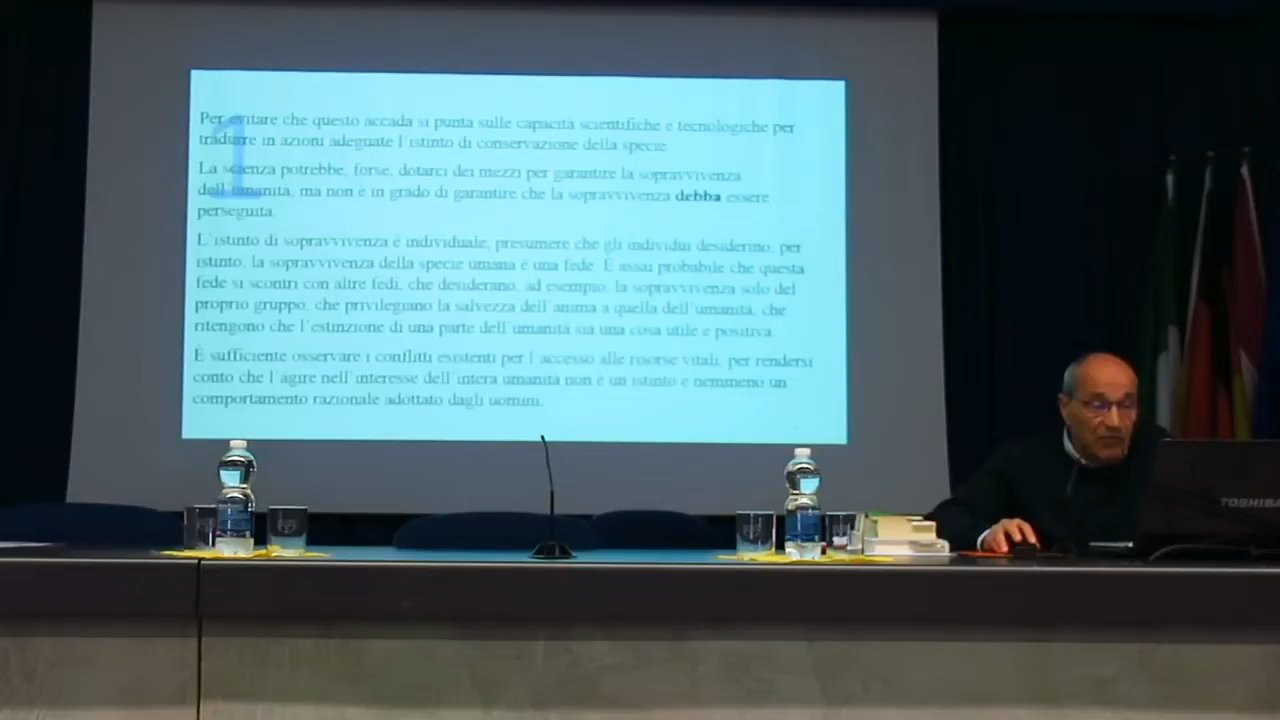 Per evitare che questo accada si punta sulle capacità scientifiche e tecnologiche per
tradurre in azioni adeguate l'istinto di conservazione della specie.
La scienza potrebbe, forse, dotarci dei mezzi per garantire la sopravvivenza
dell'umanità, ma non è in grado di garantire che la sopravvivenza debba essere
perseguita.
L'istinto di sopravvivenza è individuale, presumere che gli individui desiderino, per
istinto, la sopravvivenza della specie umana è una fede. È assai probabile che questa
fede si scontri con altre fedi, che desiderano, ad esempio, la sopravvivenza solo del
proprio gruppo, che privilegiano la salvezza dell'anima a quella dell'umanità, che
ritengono che l'estinzione di una parte dell'umanità sia una cosa utile e positiva.
È sufficiente osservare i conflitti esistenti per l'accesso alle risorse vitali, per rendersi
conto che l'agire nell'interesse dell'intera umanità non è un istinto e nemmeno un
comportamento razionale adottato dagli uomini.
1
TOSHIBA